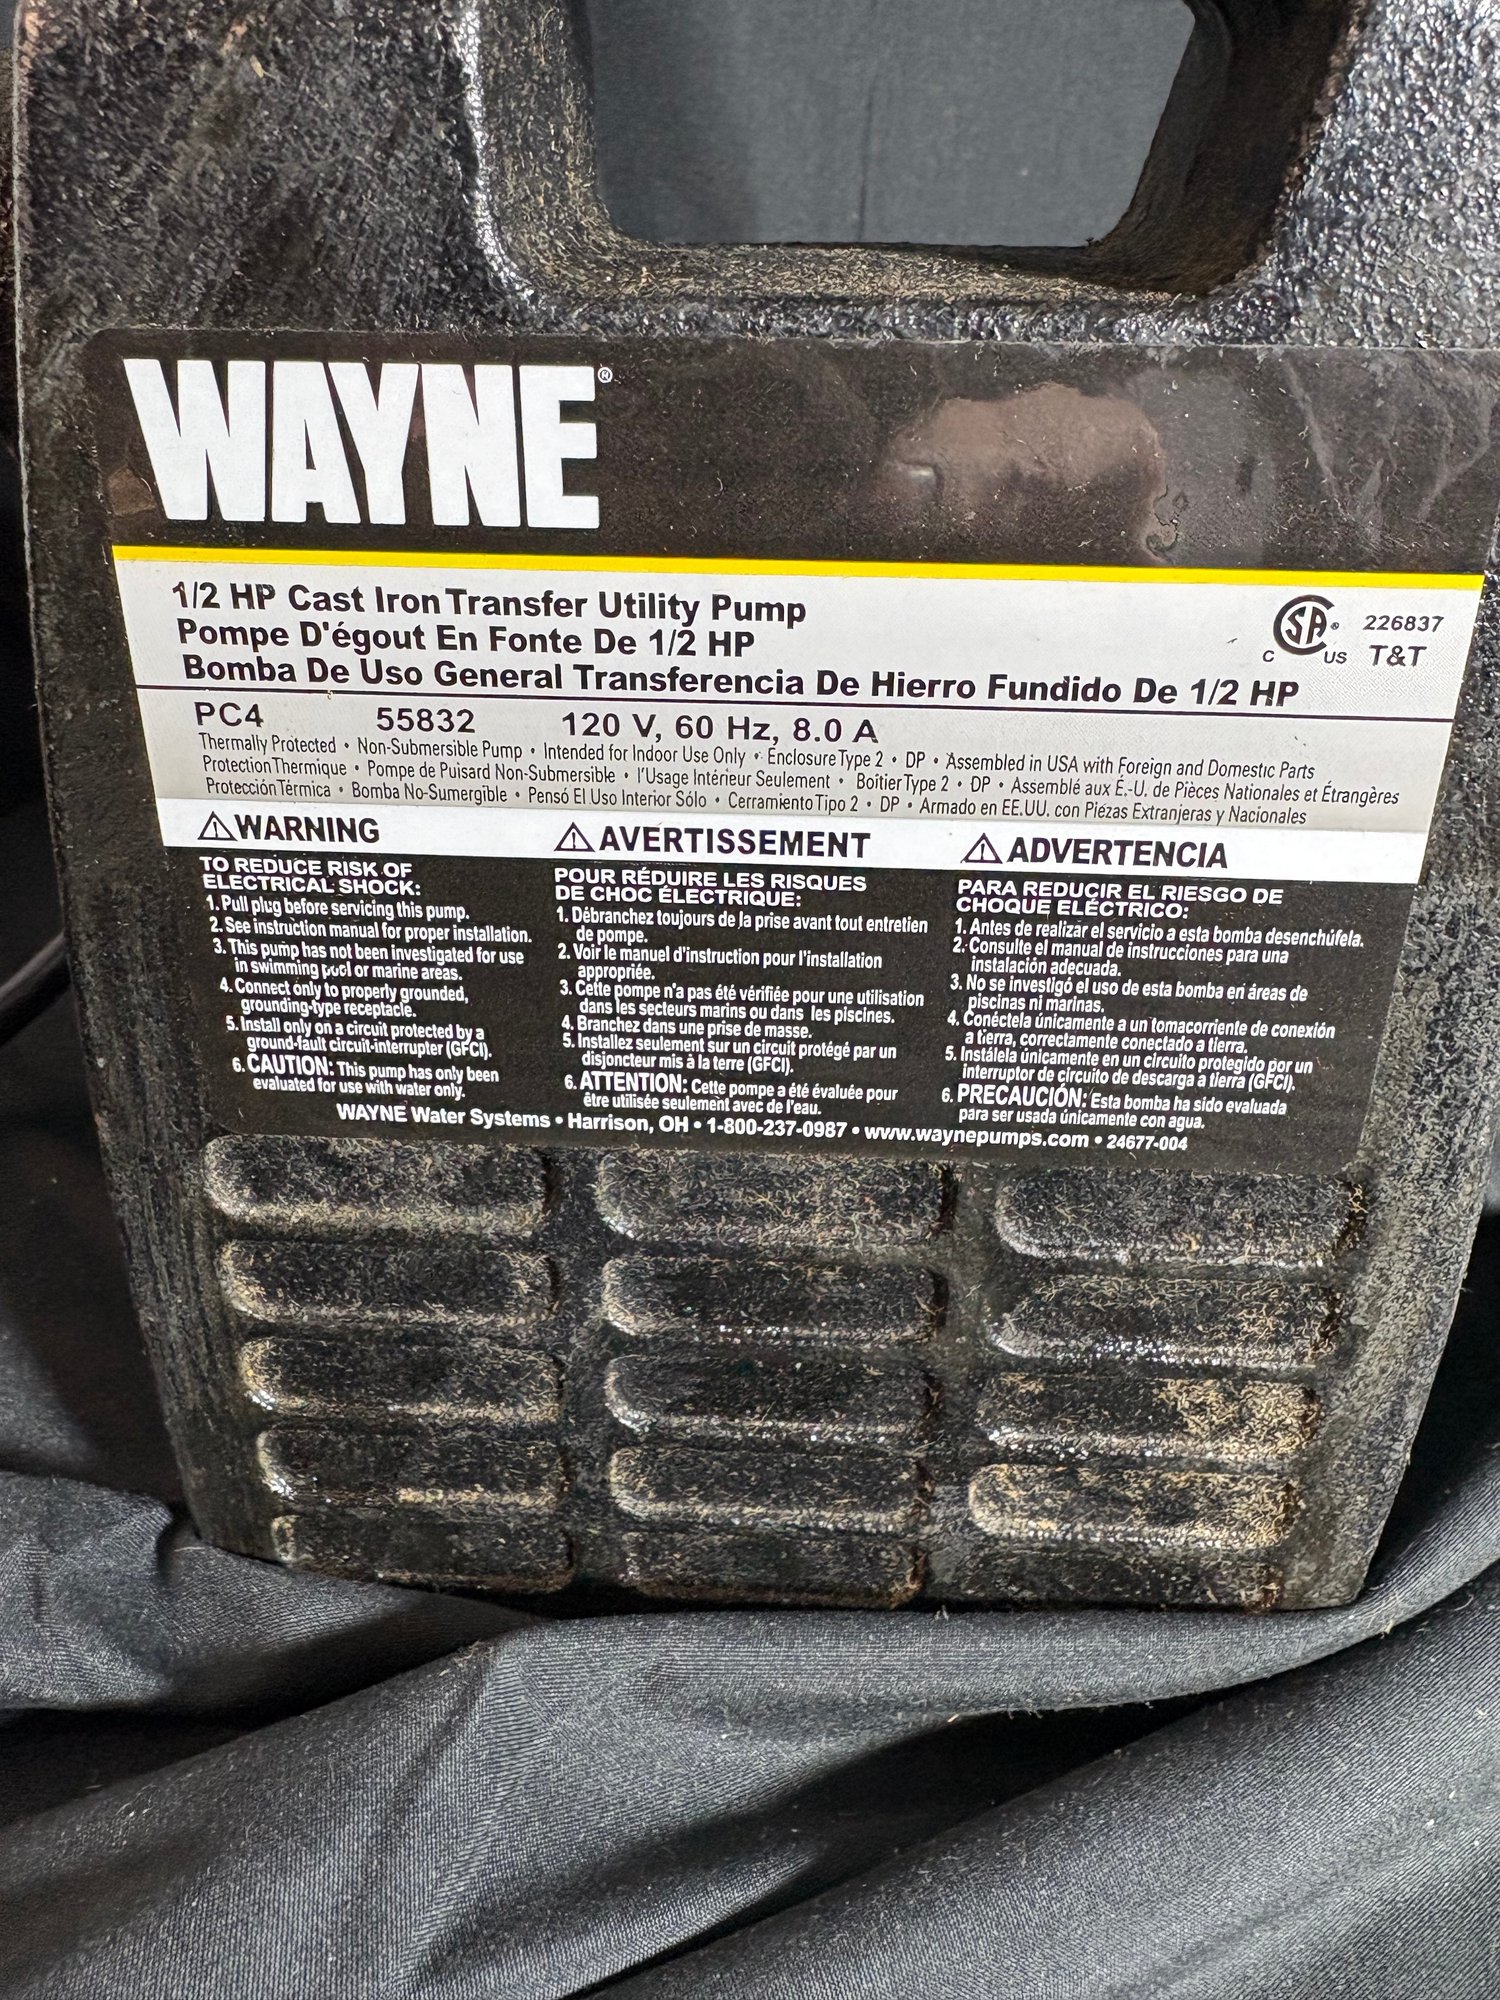 WAYNE®
1/2 HP Cast Iron Transfer Utility Pump
Pompe D'égout En Fonte De 1/2 HP
Bomba De Uso General Transferencia De Hierro Fundido De 1/2 HP
CSA® 226837
C US T&T
PC4 55832 120 V, 60 Hz, 8.0 A
Thermally Protected • Non-Submersible Pump • Intended for Indoor Use Only • Enclosure Type 2 • DP • Assembled in USA with Foreign and Domestic Parts
Protection Thermique • Pompe de Puisard Non-Submersible • l'Usage Intérieur Seulement • Boîtier Type 2 • DP • Assemblé aux É.-U. de Pièces Nationales et Étrangères
Protección Térmica • Bomba No-Sumergible • Pensó El Uso Interior Sólo • Cerramiento Tipo 2 • DP • Armado en EE.UU. con Piezas Extranjeras y Nacionales
⚠WARNING
TO REDUCE RISK OF
ELECTRICAL SHOCK:
1. Pull plug before servicing this pump.
2. See instruction manual for proper installation.
3. This pump has not been investigated for use
in swimming pool or marine areas.
4. Connect only to properly grounded,
grounding-type receptacle.
5. Install only on a circuit protected by a
ground-fault circuit-interrupter (GFCI).
6. CAUTION: This pump has only been
evaluated for use with water only.
⚠AVERTISSEMENT
POUR RÉDUIRE LES RISQUES
DE CHOC ÉLECTRIQUE:
1. Débranchez toujours de la prise avant tout entretien
de pompe.
2. Voir le manuel d'instruction pour l'installation
appropriée.
3. Cette pompe n'a pas été vérifiée pour une utilisation
dans les secteurs marins ou dans les piscines.
4. Branchez dans une prise de masse.
5. Installez seulement sur un circuit protégé par un
disjoncteur mis à la terre (GFCI).
6. ATTENTION: Cette pompe a été évaluée pour
être utilisée seulement avec de l'eau.
⚠ADVERTENCIA
PARA REDUCIR EL RIESGO DE
CHOQUE ELÉCTRICO:
1. Antes de realizar el servicio a esta bomba desenchúfela.
2. Consulte el manual de instrucciones para una
instalación adecuada.
3. No se investigó el uso de esta bomba en áreas de
piscinas ni marinas.
4. Conéctela únicamente a un tomacorriente de conexión
a tierra, correctamente conectado a tierra.
5. Instálela únicamente en un circuito protegido por un
interruptor de circuito de descarga a tierra (GFCI).
6. PRECAUCIÓN: Esta bomba ha sido evaluada
para ser usada únicamente con agua.
WAYNE Water Systems • Harrison, OH • 1-800-237-0987 • www.waynepumps.com • 24677-004